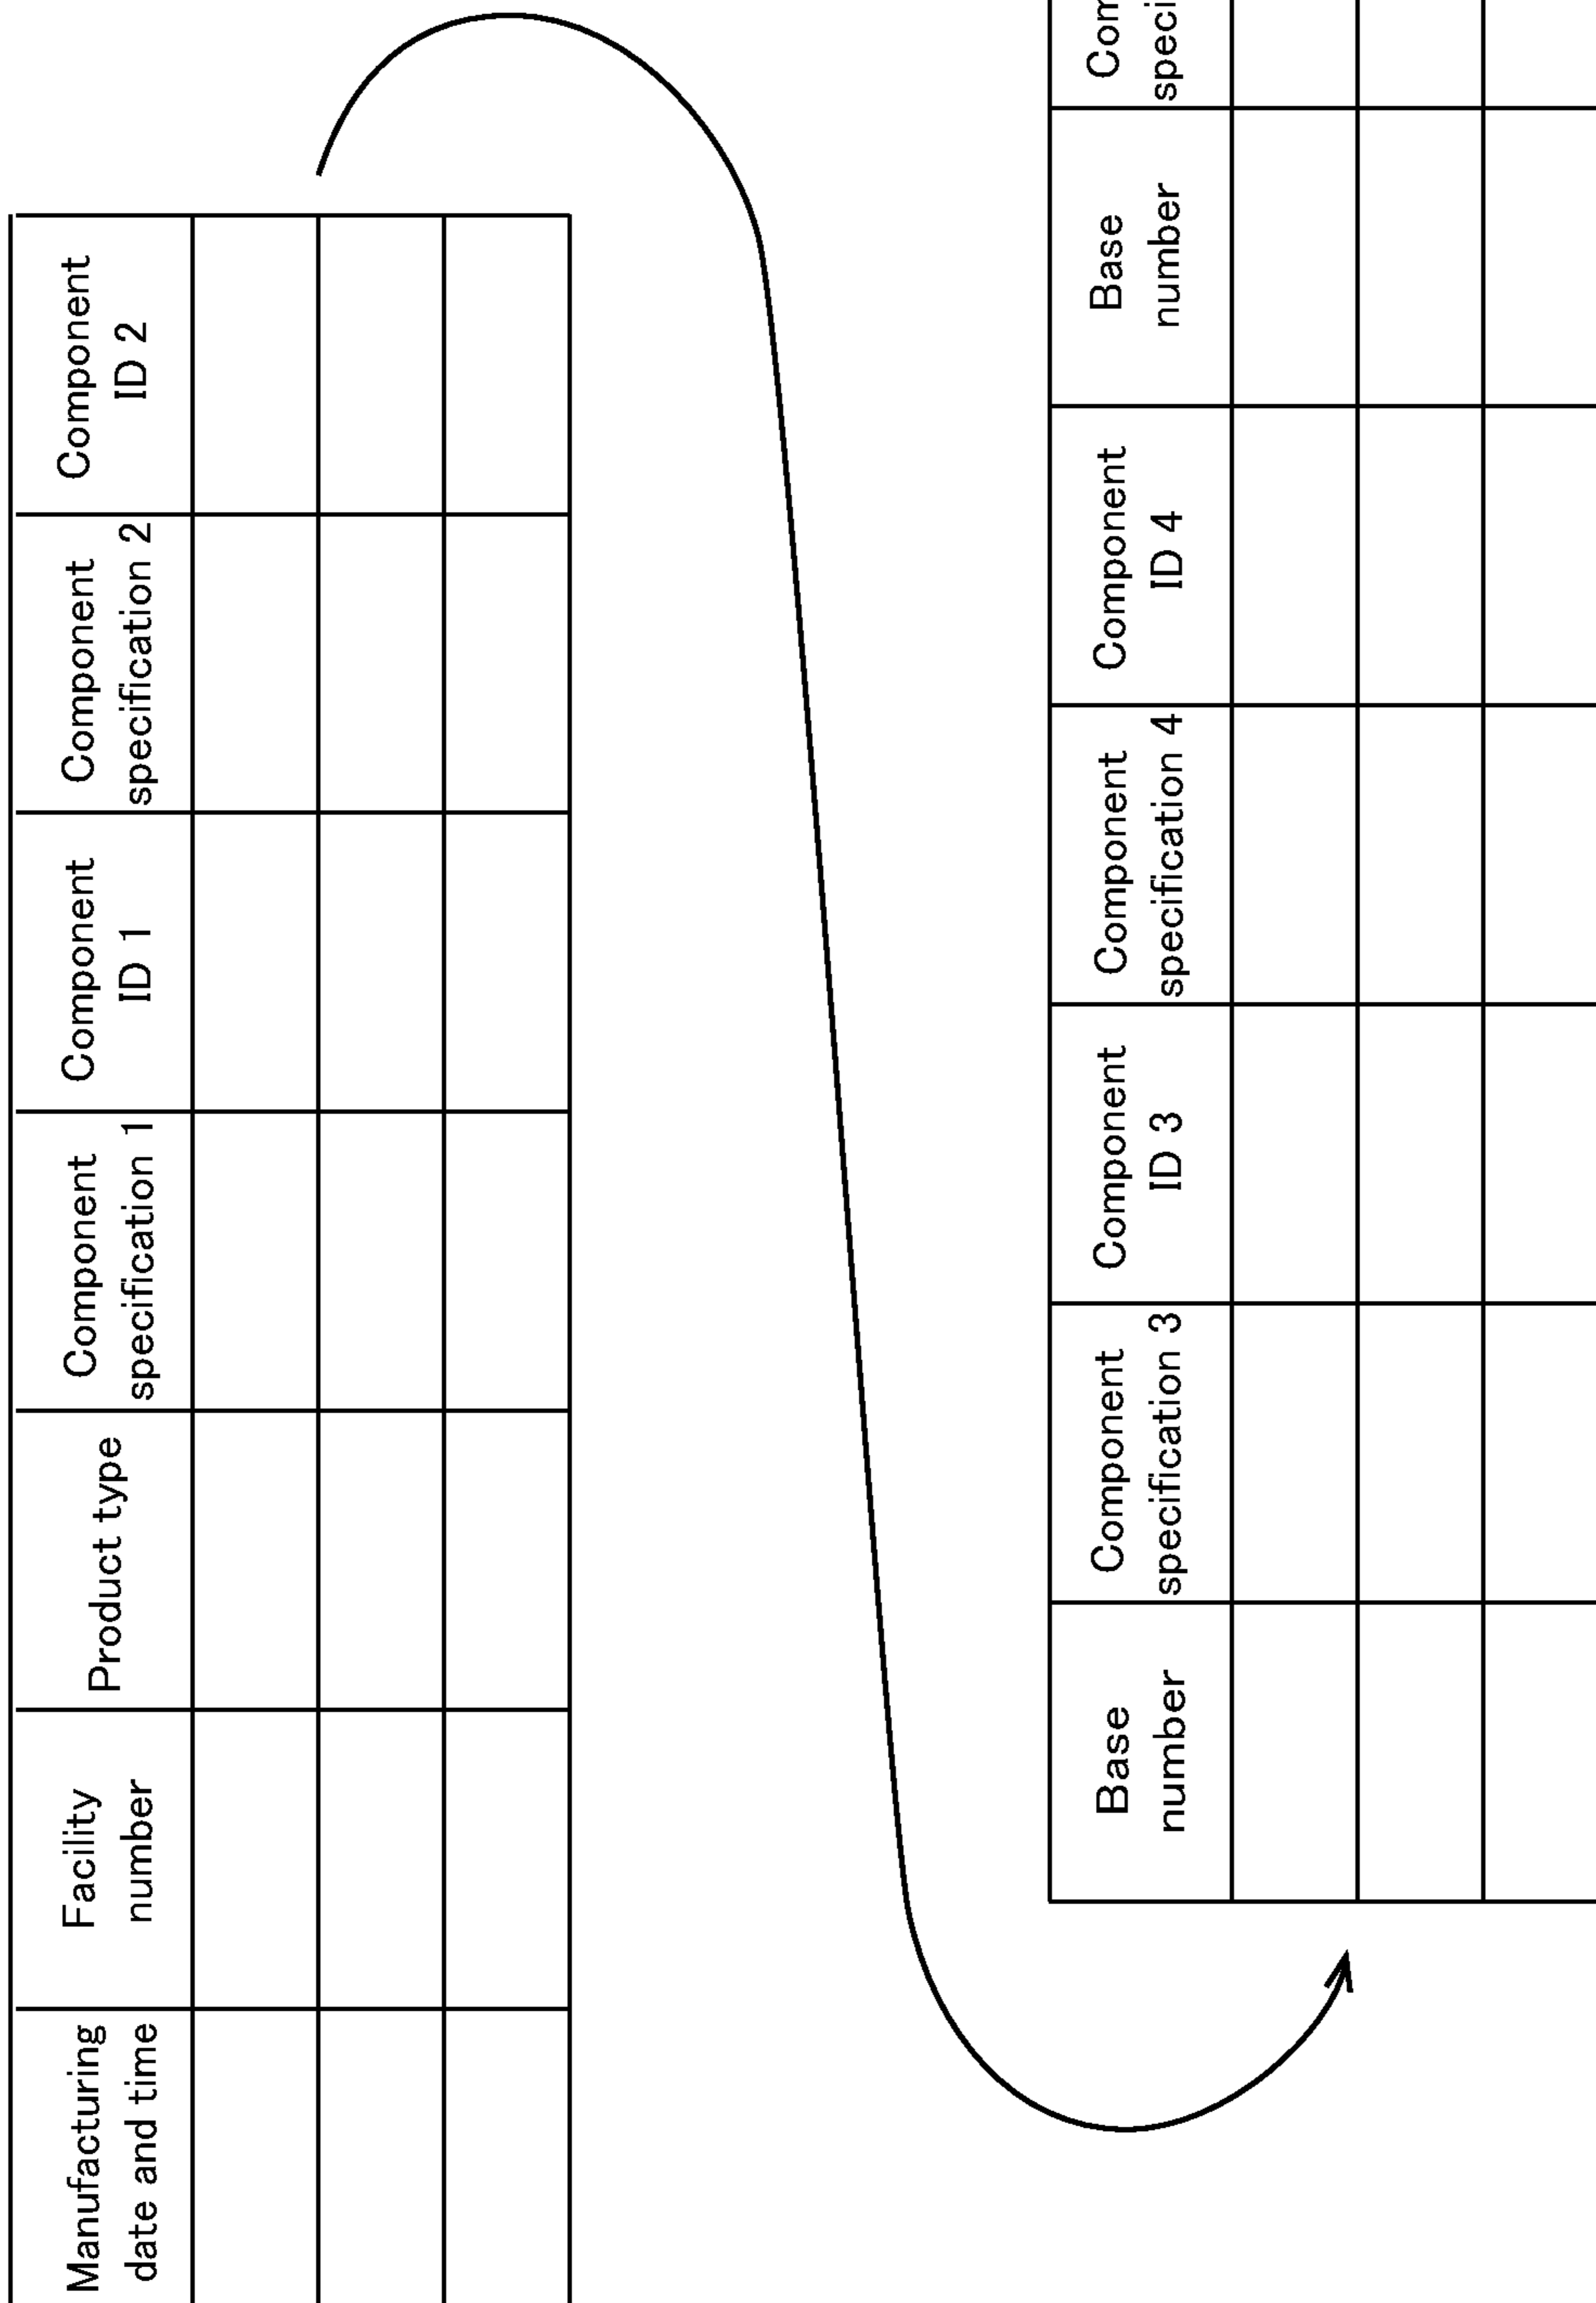 Manufacturing
date and time
Facility
number
Product type
Component
specification 1
Component
ID 1
Component
specification 2
Component
ID 2
Base
number
Component
specification 3
Component
ID 3
Component
specification 4
Component
ID 4
Base
number